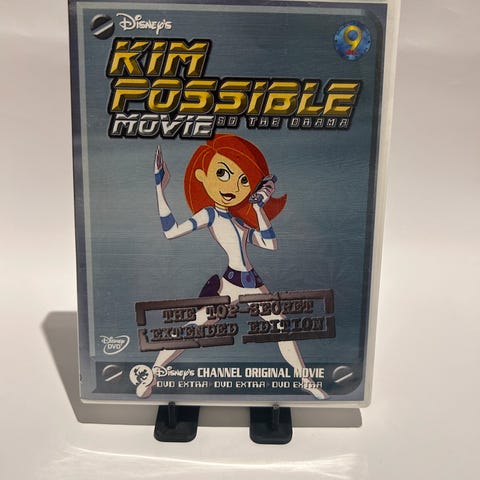 Disney's
KIM
POSSIBLE
MOVIE SO THE DRAMA
9
THE TOP-SECRET
EXTENDED EDITION
Disney
DVD
Disney's CHANNEL ORIGINAL MOVIE
DVD EXTRA DVD EXTRA DVD EXTRA